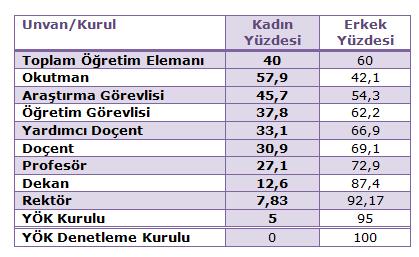 Unvan/Kurul Kadın Yüzdesi Erkek Yüzdesi
Toplam Öğretim Elemanı 40 60
Okutman 57,9 42,1
Araştırma Görevlisi 45,7 54,3
Öğretim Görevlisi 37,8 62,2
Yardımcı Doçent 33,1 66,9
Doçent 30,9 69,1
Profesör 27,1 72,9
Dekan 12,6 87,4
Rektör 7,83 92,17
YÖK Kurulu 5 95
YÖK Denetleme Kurulu 0 100